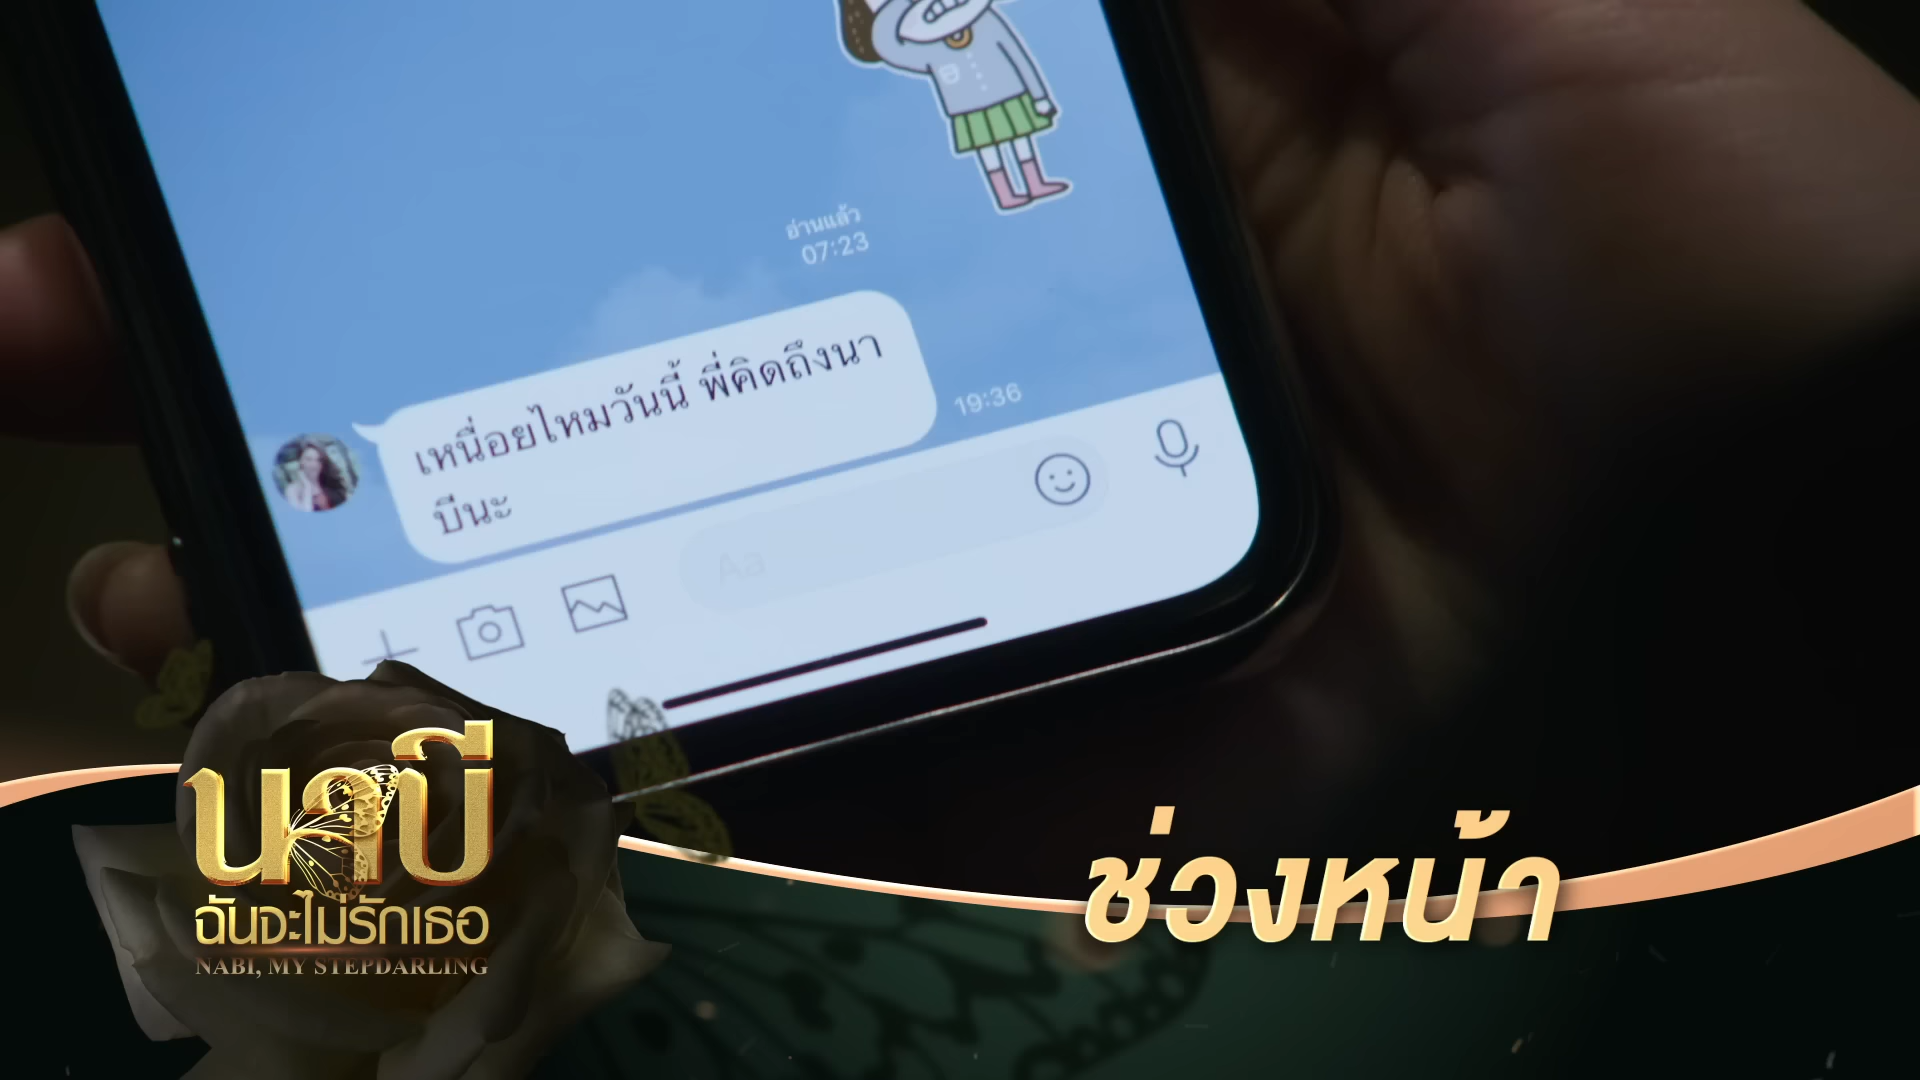 อ่านแล้ว
07:23
เหนื่อยไหมวันนี้ พี่คิดถึงนา
บีนะ
19:36
Aa
นาบี
ฉันจะไม่รักเธอ
NABI, MY STEPDARLING
ช่วงหน้า